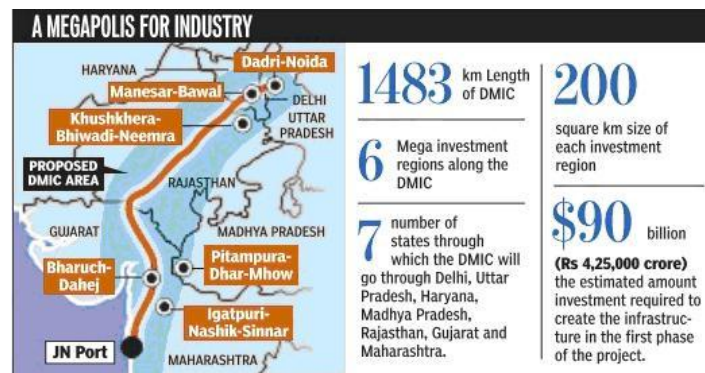 A MEGAPOLIS FOR INDUSTRY
HARYANA
Dadri-Noida
Manesar-Bawal
DELHI
Khushkhera-
Bhiwadi-Neemra
UTTAR
PRADESH
PROPOSED
DMIC AREA
RAJASTHAN
GUJARAT
MADHYA PRADESH
Bharuch-
Dahej
Pitampura-
Dhar-Mhow
Igatpuri-
Nashik-Sinnar
JN Port
MAHARASHTRA
1483 km Length
of DMIC
6 Mega investment
regions along the
DMIC
7 number of
states through
which the DMIC will
go through Delhi, Uttar
Pradesh, Haryana,
Madhya Pradesh,
Rajasthan, Gujarat and
Maharashtra.
200
square km size of
each investment
region
$90 billion
(Rs 4,25,000 crore)
the estimated amount
investment required to
create the infrastruc-
ture in the first phase
of the project.